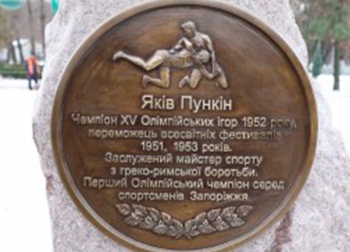 Яків Пункін
Чемпіон XV Олімпійських ігор 1952 року,
переможець всесвітніх фестивалів
1951, 1953 років.
Заслужений майстер спорту
з греко-римської боротьби.
Перший Олімпійський чемпіон серед
спортсменів Запоріжжя.